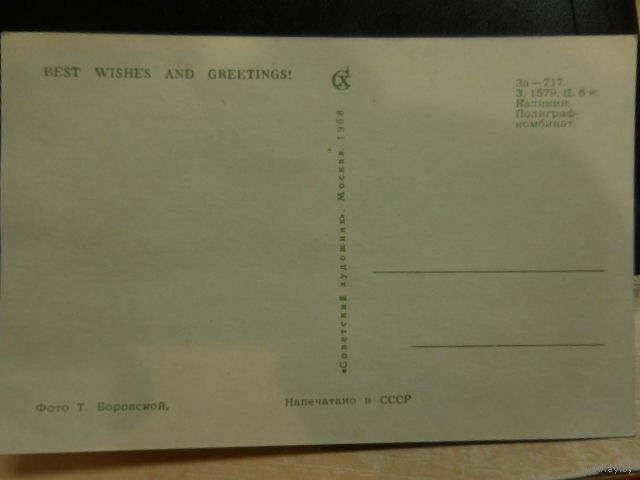 BEST WISHES AND GREETINGS!
За—717.
З. 1579. Ц. 6 к.
Калинин.
Полиграф-
комбинат.
«Советский художник». Москва. 1968
Фото Т. Боровской.
Напечатано в СССР